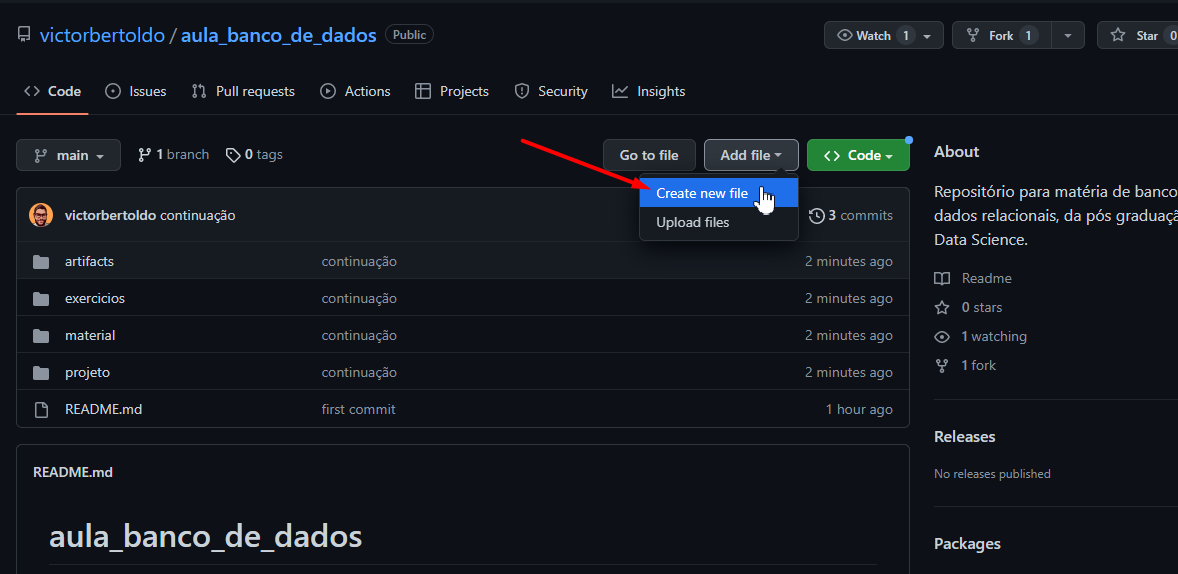 victorbertoldo / aula_banco_de_dados Public
Watch 1 Fork 1 Star 0
Code Issues Pull requests Actions Projects Security Insights
main 1 branch 0 tags Go to file Add file Code
Create new file
Upload files
victorbertoldo continuação 3 commits
artifacts continuação 2 minutes ago
exercicios continuação 2 minutes ago
material continuação 2 minutes ago
projeto continuação 2 minutes ago
README.md first commit 1 hour ago
README.md
aula_banco_de_dados
About
Repositório para matéria de banco
dados relacionais, da pós graduaçã
Data Science.
Readme
0 stars
1 watching
1 fork
Releases
No releases published
Packages